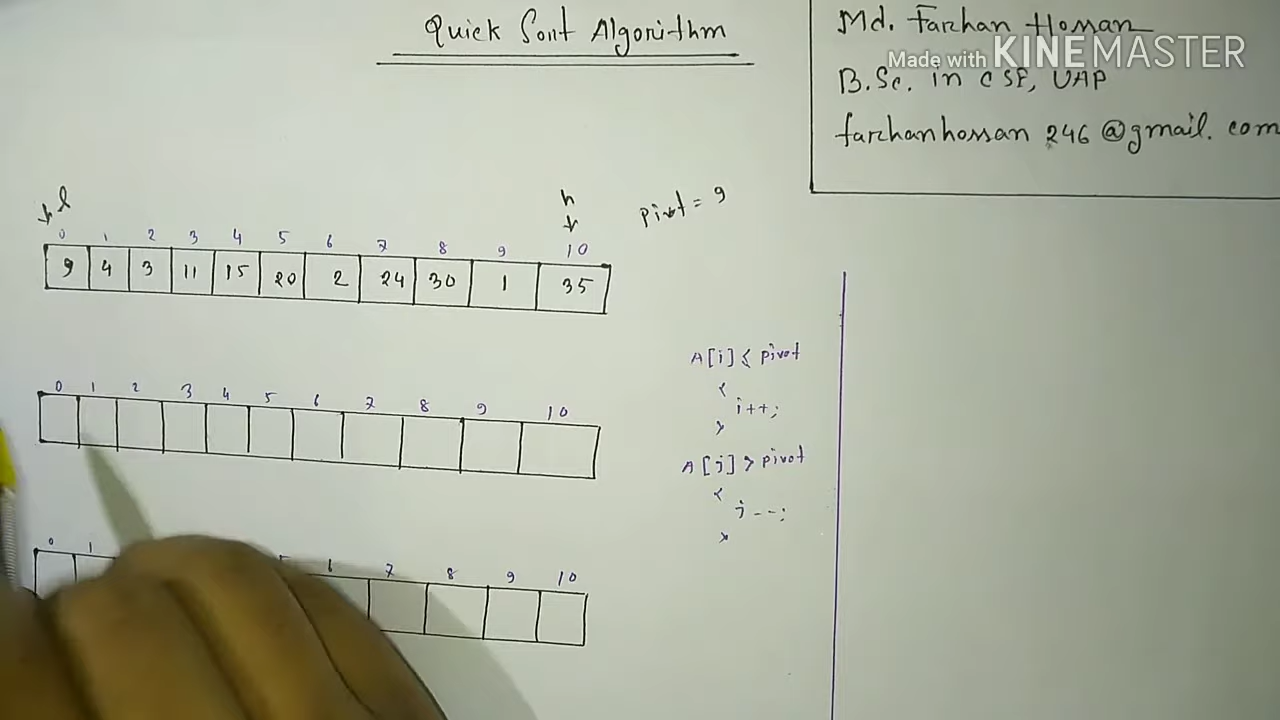 Quick Sort Algorithm
Md. Farhan Hossan
Made with KINEMASTER
B.Sc. in CSE, UAP
farhanhossan 246 @gmail.com
l
h
pivot = 9
0 1 2 3 4 5 6 7 8 9 10
9 4 3 11 15 20 2 24 30 1 35
A[i] ≤ pivot
{
i++;
}
A[j] > pivot
{
j--;
}
0 1 2 3 4 5 6 7 8 9 10
0 1 6 7 8 9 10